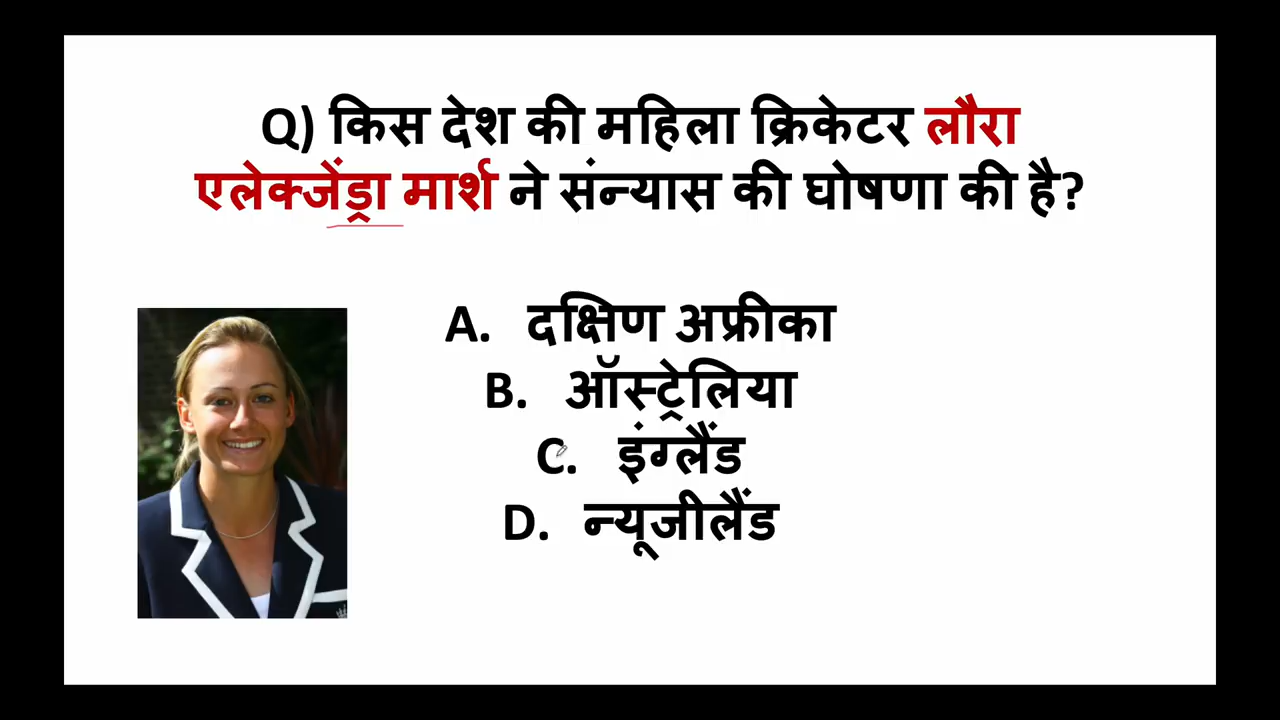 Q) किस देश की महिला क्रिकेटर लौरा
एलेक्जेंड्रा मार्श ने संन्यास की घोषणा की है?
A. दक्षिण अफ्रीका
B. ऑस्ट्रेलिया
C. इंग्लैंड
D. न्यूजीलैंड